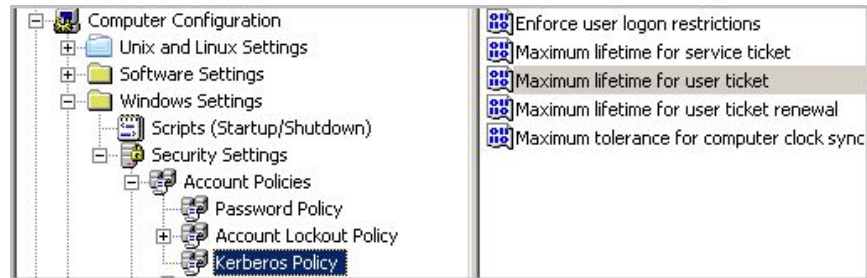 Computer Configuration
Unix and Linux Settings
Software Settings
Windows Settings
Scripts (Startup/Shutdown)
Security Settings
Account Policies
Password Policy
Account Lockout Policy
Kerberos Policy
Enforce user logon restrictions
Maximum lifetime for service ticket
Maximum lifetime for user ticket
Maximum lifetime for user ticket renewal
Maximum tolerance for computer clock sync